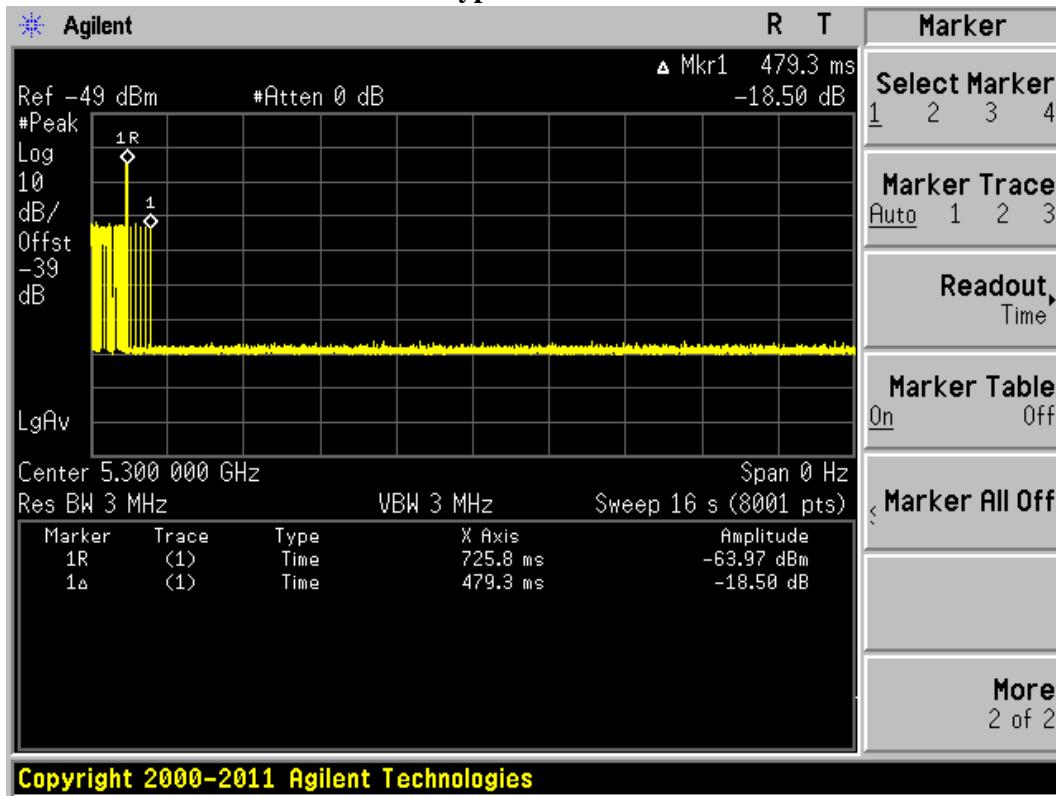 Agilent R T
Marker
Δ Mkr1 479.3 ms
Ref -49 dBm #Atten 0 dB -18.50 dB
#Peak
Log
10
dB/
Offst
-39
dB
1R
1
LgAv
Center 5.300 000 GHz Span 0 Hz
Res BW 3 MHz VBW 3 MHz Sweep 16 s (8001 pts)
Marker Trace Type X Axis Amplitude
1R (1) Time 725.8 ms -63.97 dBm
1Δ (1) Time 479.3 ms -18.50 dB
Select Marker
1 2 3 4
Marker Trace
Auto 1 2 3
Readout
Time
Marker Table
On Off
Marker All Off
More
2 of 2
Copyright 2000-2011 Agilent Technologies